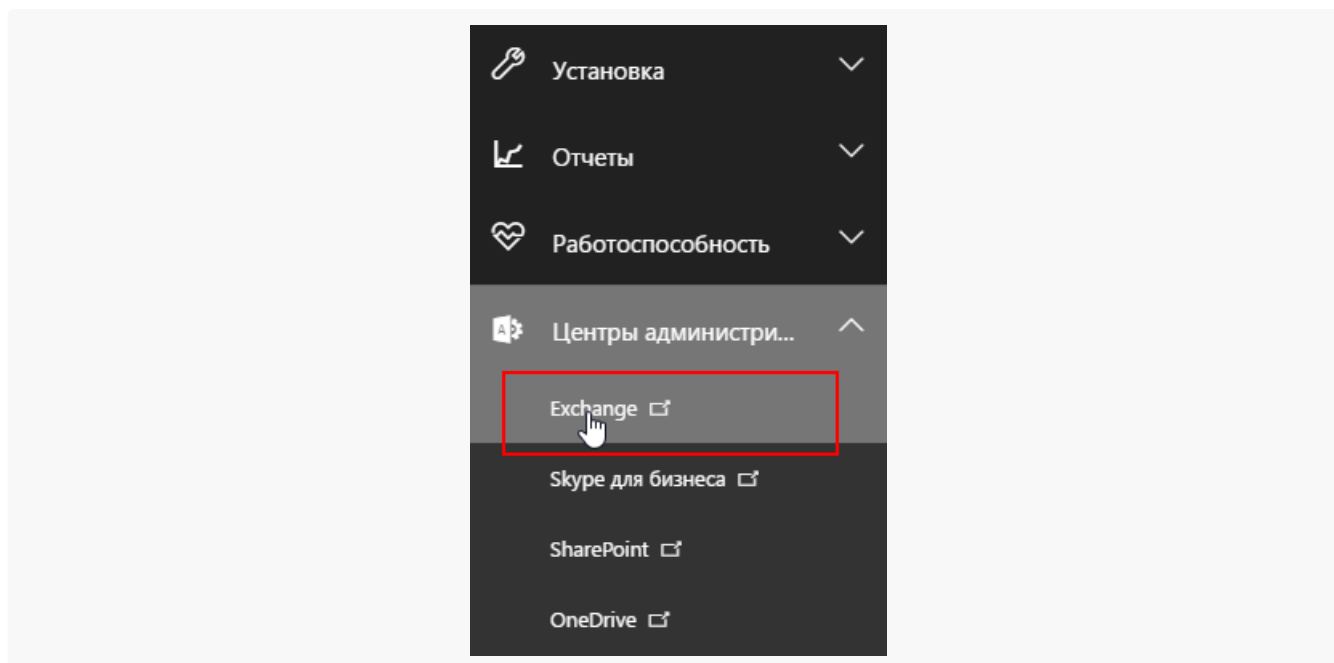 Установка
Отчеты
Работоспособность
Центры администри...
Exchange
Skype для бизнеса
SharePoint
OneDrive